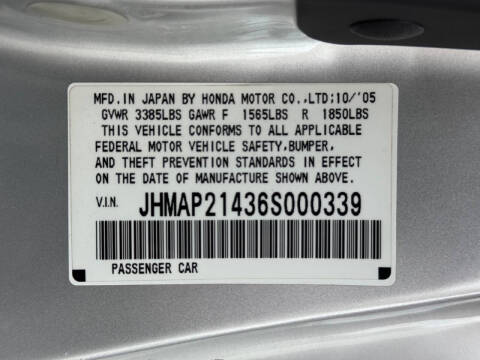 MFD.IN JAPAN BY HONDA MOTOR CO.,LTD;10/'05
GVWR 3385LBS GAWR F 1565LBS R 1850LBS
THIS VEHICLE CONFORMS TO ALL APPLICABLE
FEDERAL MOTOR VEHICLE SAFETY,BUMPER,
AND THEFT PREVENTION STANDARDS IN EFFECT
ON THE DATE OF MANUFACTURE SHOWN ABOVE.
V.I.N. JHMAP21436S000339
PASSENGER CAR